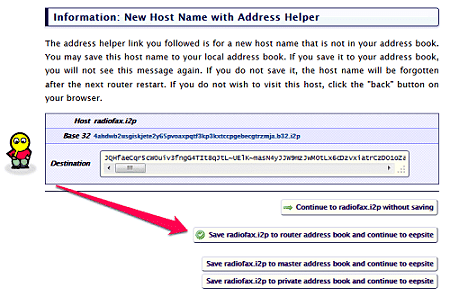 Information: New Host Name with Address Helper
The address helper link you followed is for a new host name that is not in your address book.
You may save this host name to your local address book. If you save it to your address book,
you will not see this message again. If you do not save it, the host name will be forgotten
after the next router restart. If you do not wish to visit this host, click the "back" button on
your browser.
Host radiofax.i2p
Base 32
Destination
Continue to radiofax.i2p without saving
Save radiofax.i2p to router address book and continue to eepsite
Save radiofax.i2p to master address book and continue to eepsite
Save radiofax.i2p to private address book and continue to eepsite